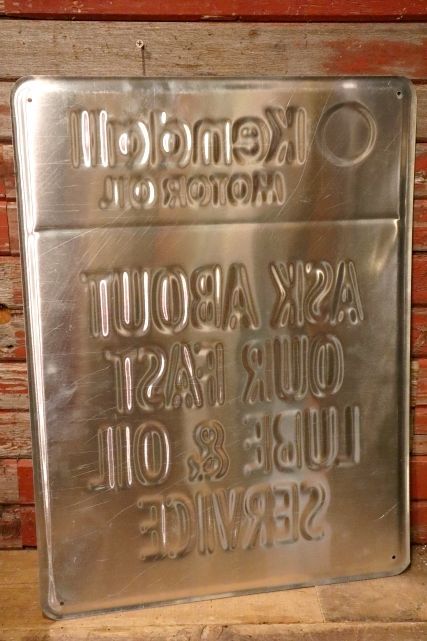 Kendall
MOTOR OIL
ASK ABOUT
OUR FAST
LUBE & OIL
SERVICE